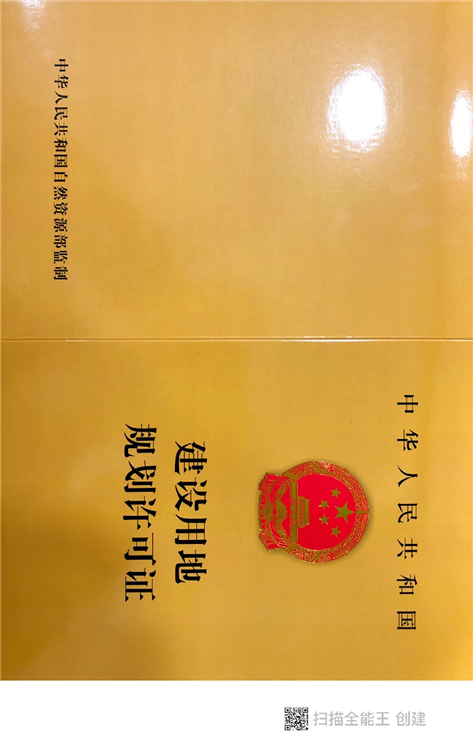 中华人民共和国
建设用地
规划许可证
中华人民共和国自然资源部监制
扫描全能王 创建